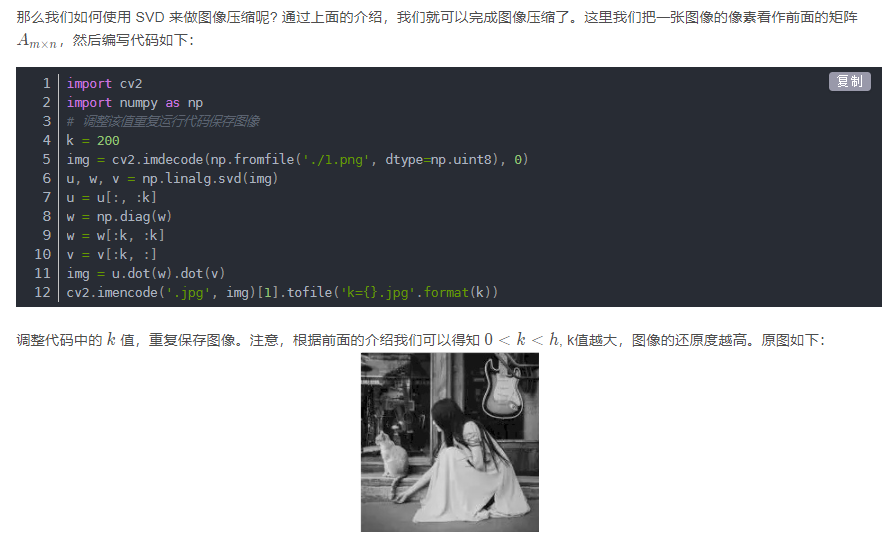 那么我们如何使用 SVD 来做图像压缩呢? 通过上面的介绍，我们就可以完成图像压缩了。这里我们把一张图像的像素看作前面的矩阵
A_{m×n}，然后编写代码如下：
复制
1 import cv2
2 import numpy as np
3 # 调整该值重复运行代码保存图像
4 k = 200
5 img = cv2.imdecode(np.fromfile('./1.png', dtype=np.uint8), 0)
6 u, w, v = np.linalg.svd(img)
7 u = u[:, :k]
8 w = np.diag(w)
9 w = w[:k, :k]
10 v = v[:k, :]
11 img = u.dot(w).dot(v)
12 cv2.imencode('.jpg', img)[1].tofile('k={}.jpg'.format(k))
调整代码中的 k 值，重复保存图像。注意，根据前面的介绍我们可以得知 0 < k < h, k值越大，图像的还原度越高。原图如下：